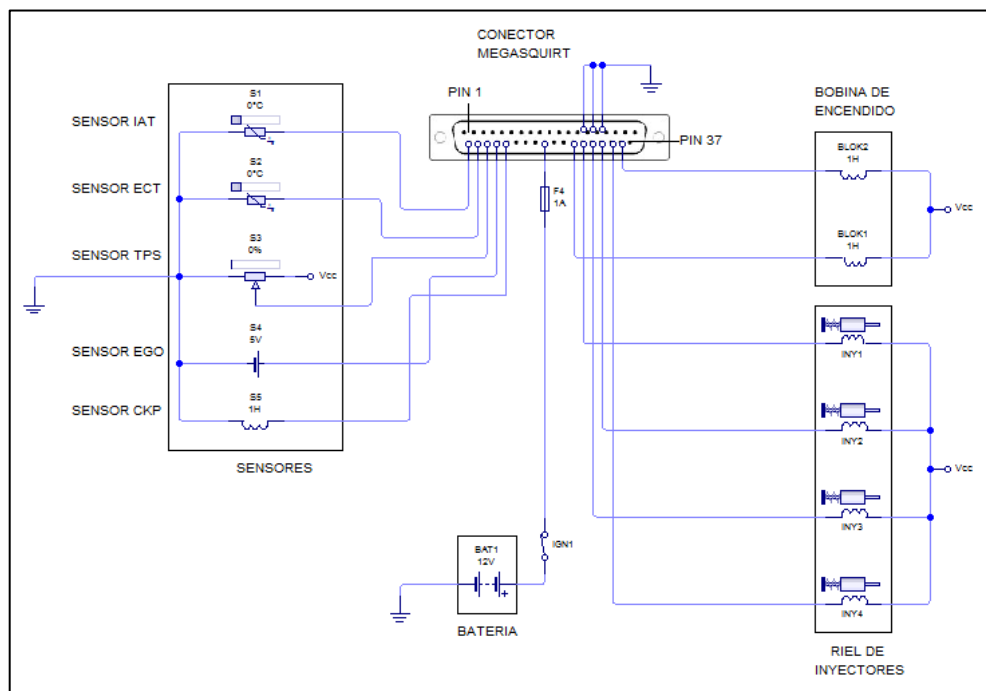 CONECTOR
MEGASQUIRT
PIN 1
PIN 37
SENSOR IAT
S1
0°C
SENSOR ECT
S2
0°C
SENSOR TPS
S3
0%
Vcc
SENSOR EGO
S4
5V
SENSOR CKP
S5
1H
SENSORES
F4
1A
IGN1
BAT1
12V
+
BATERIA
BOBINA DE
ENCENDIDO
BLOK2
1H
Vcc
BLOK1
1H
INY1
INY2
Vcc
INY3
INY4
RIEL DE
INYECTORES